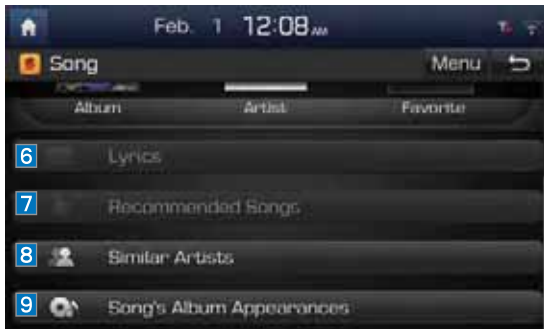 Feb. 1 12:08 AM
Song Menu
Album Artist Favorite
6 Lyrics
7 Recommended Songs
8 Similar Artists
9 Song's Album Appearances